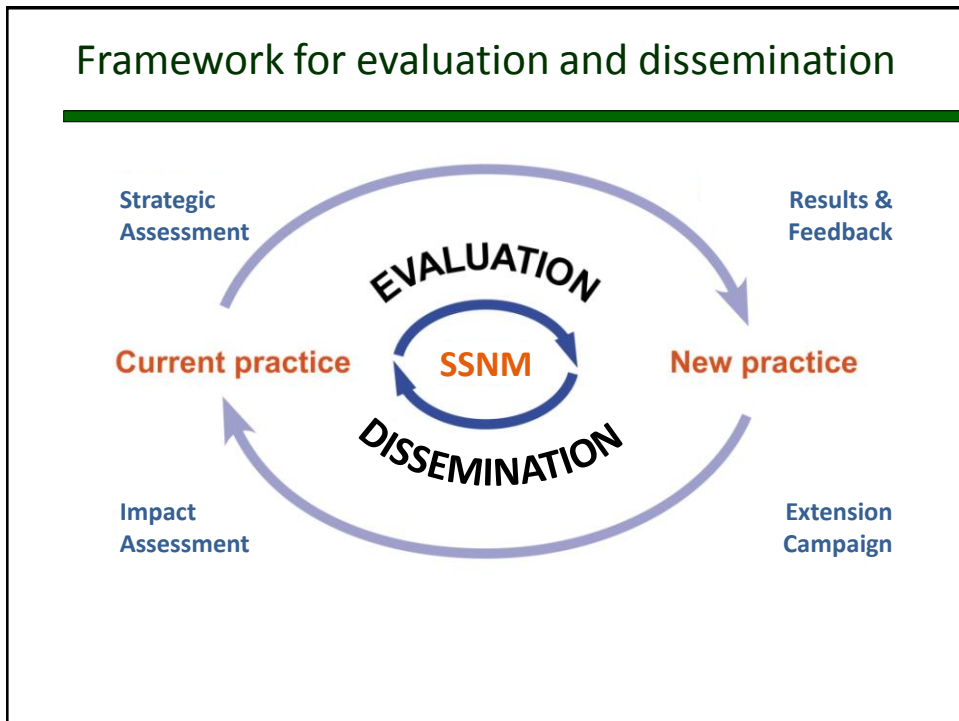 Framework for evaluation and dissemination
Strategic
Assessment
Results &
Feedback
EVALUATION
Current practice
SSNM
New practice
DISSEMINATION
Impact
Assessment
Extension
Campaign